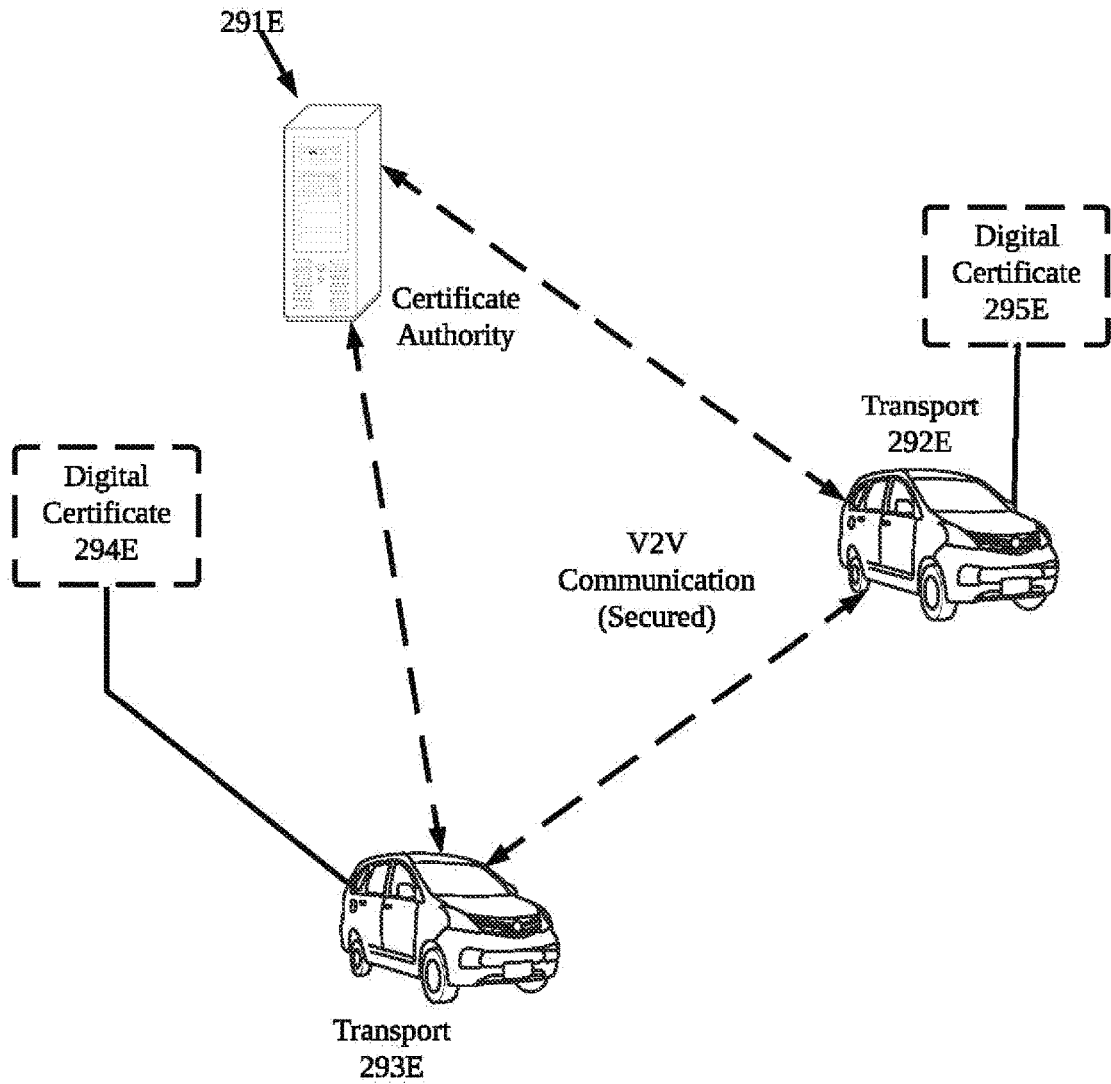 291E
Certificate
Authority
Digital
Certificate
295E
Transport
292E
Digital
Certificate
294E
V2V
Communication
(Secured)
Transport
293E